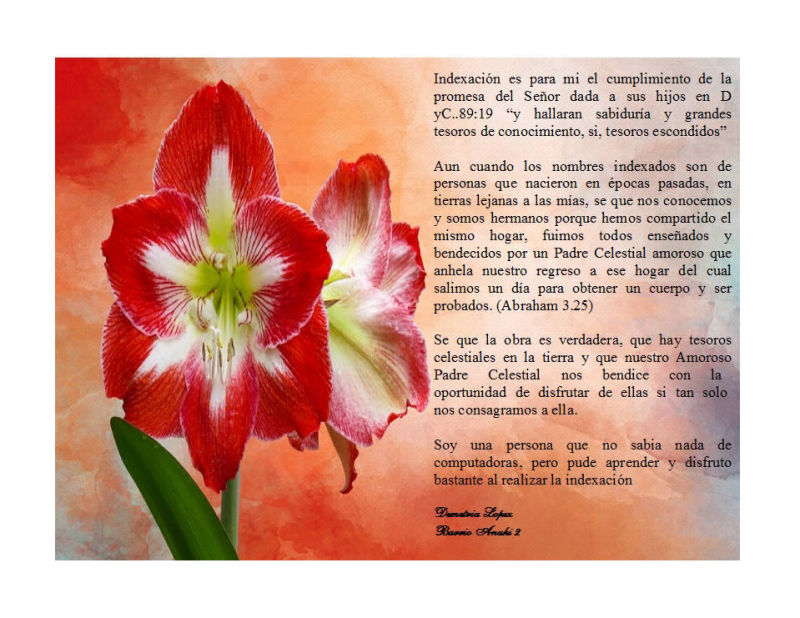 Indexación es para mi el cumplimiento de la
promesa del Señor dada a sus hijos en D
yC..89:19 “y hallaran sabiduría y grandes
tesoros de conocimiento, si, tesoros escondidos”
Aun cuando los nombres indexados son de
personas que nacieron en épocas pasadas, en
tierras lejanas a las mías, se que nos conocemos
y somos hermanos porque hemos compartido el
mismo hogar, fuimos todos enseñados y
bendecidos por un Padre Celestial amoroso que
anhela nuestro regreso a ese hogar del cual
salimos un día para obtener un cuerpo y ser
probados. (Abraham 3.25)
Se que la obra es verdadera, que hay tesoros
celestiales en la tierra y que nuestro Amoroso
Padre Celestial nos bendice con la
oportunidad de disfrutar de ellas si tan solo
nos consagramos a ella.
Soy una persona que no sabia nada de
computadoras, pero pude aprender y disfruto
bastante al realizar la indexación
Demetria Lopez
Barrio Anahi 2